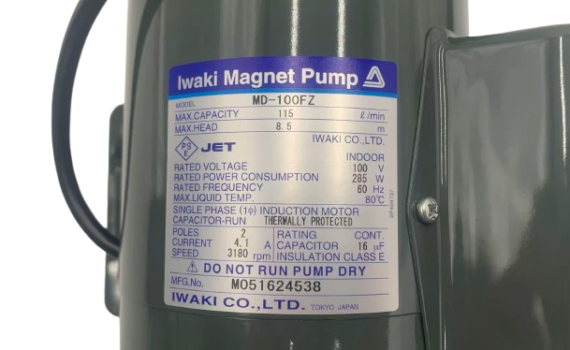 Iwaki Magnet Pump
MODEL MD-100FZ
MAX.CAPACITY 115 ℓ/min
MAX.HEAD 8.5 m
IWAKI CO.,LTD.
PS E JET
INDOOR
RATED VOLTAGE 100 V
RATED POWER CONSUMPTION 285 W
RATED FREQUENCY 60 Hz
MAX LIQUID TEMP. 80℃
SINGLE PHASE (1φ) INDUCTION MOTOR
CAPACITOR-RUN THERMALLY PROTECTED
POLES 2 RATING CONT.
CURRENT 4.1 A CAPACITOR 16 μF
SPEED 3180 rpm INSULATION CLASS E
DO NOT RUN PUMP DRY
MFG.No. M051624538
IWAKI CO.,LTD. TOKYO JAPAN